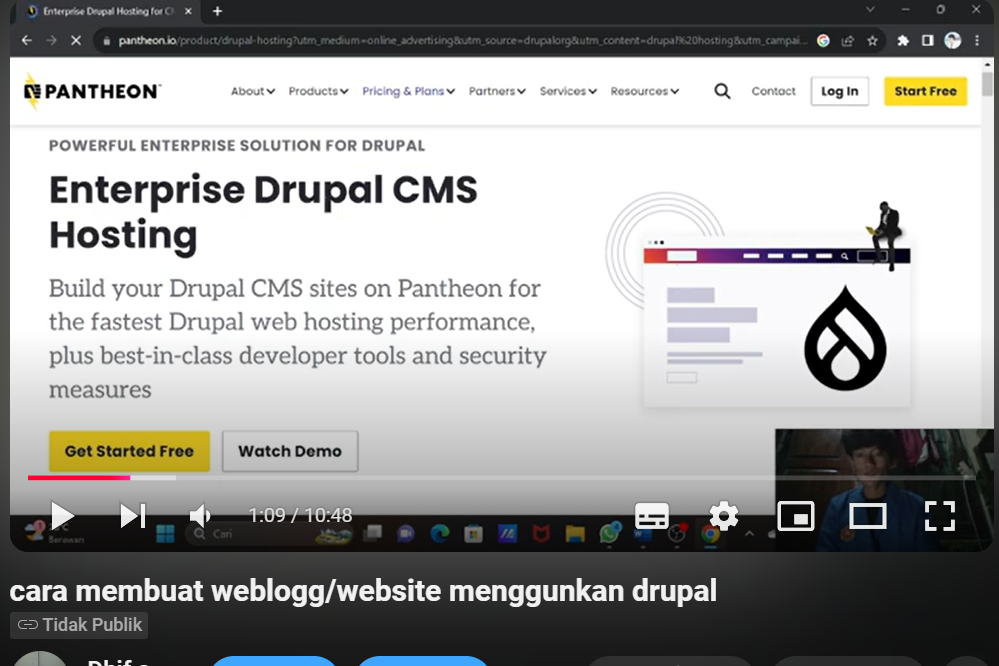 Enterprise Drupal Hosting for C
pantheon.io/product/drupal-hosting?utm_medium=online_advertising&utm_source=drupalorg&utm_content=drupal%20hosting&utm_campai...
PANTHEON
About Products Pricing & Plans Partners Services Resources Contact Log In Start Free
POWERFUL ENTERPRISE SOLUTION FOR DRUPAL
Enterprise Drupal CMS
Hosting
Build your Drupal CMS sites on Pantheon for
the fastest Drupal web hosting performance,
plus best-in-class developer tools and security
measures
Get Started Free Watch Demo
1:09 / 10:48
Cari
Berawan
cara membuat weblogg/website menggunkan drupal
Tidak Publik